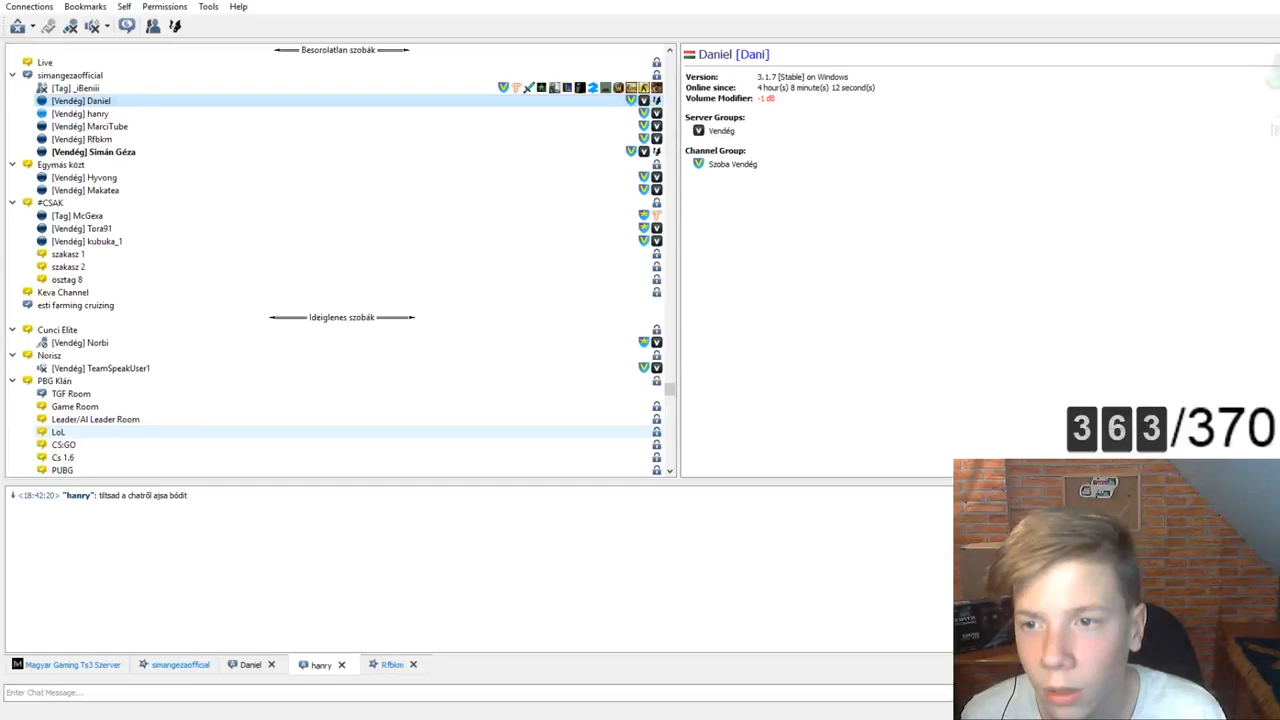 Connections Bookmarks Self Permissions Tools Help
Besorolatlan szobák
Live
simangezaofficial
[Tag] _iBeniii
[Vendég] Daniel
[Vendég] hanry
[Vendég] MarciTube
[Vendég] Rfbkm
[Vendég] Simán Géza
Egymás közt
[Vendég] Hyvong
[Vendég] Makatea
#CSAK
[Tag] McGexa
[Vendég] Tora91
[Vendég] kubuka_1
szakasz 1
szakasz 2
osztag 8
Keva Channel
esti farming cruizing
Ideiglenes szobák
Cunci Elite
[Vendég] Norbi
Norisz
[Vendég] TeamSpeakUser1
PBG Klán
TGF Room
Game Room
Leader/Al Leader Room
LoL
CS:GO
Cs 1.6
PUBG
Daniel [Dani]
Version: 3.1.7 [Stable] on Windows
Online since: 4 hour(s) 8 minute(s) 12 second(s)
Volume Modifier: -1 dB
Server Groups:
Vendég
Channel Group:
Szoba Vendég
363/370
<18:42:20> "hanry": tiltsad a chatről ajsa bódit
Magyar Gaming Ts3 Szerver simangezaofficial Daniel hanry Rfbkm
Enter Chat Message...